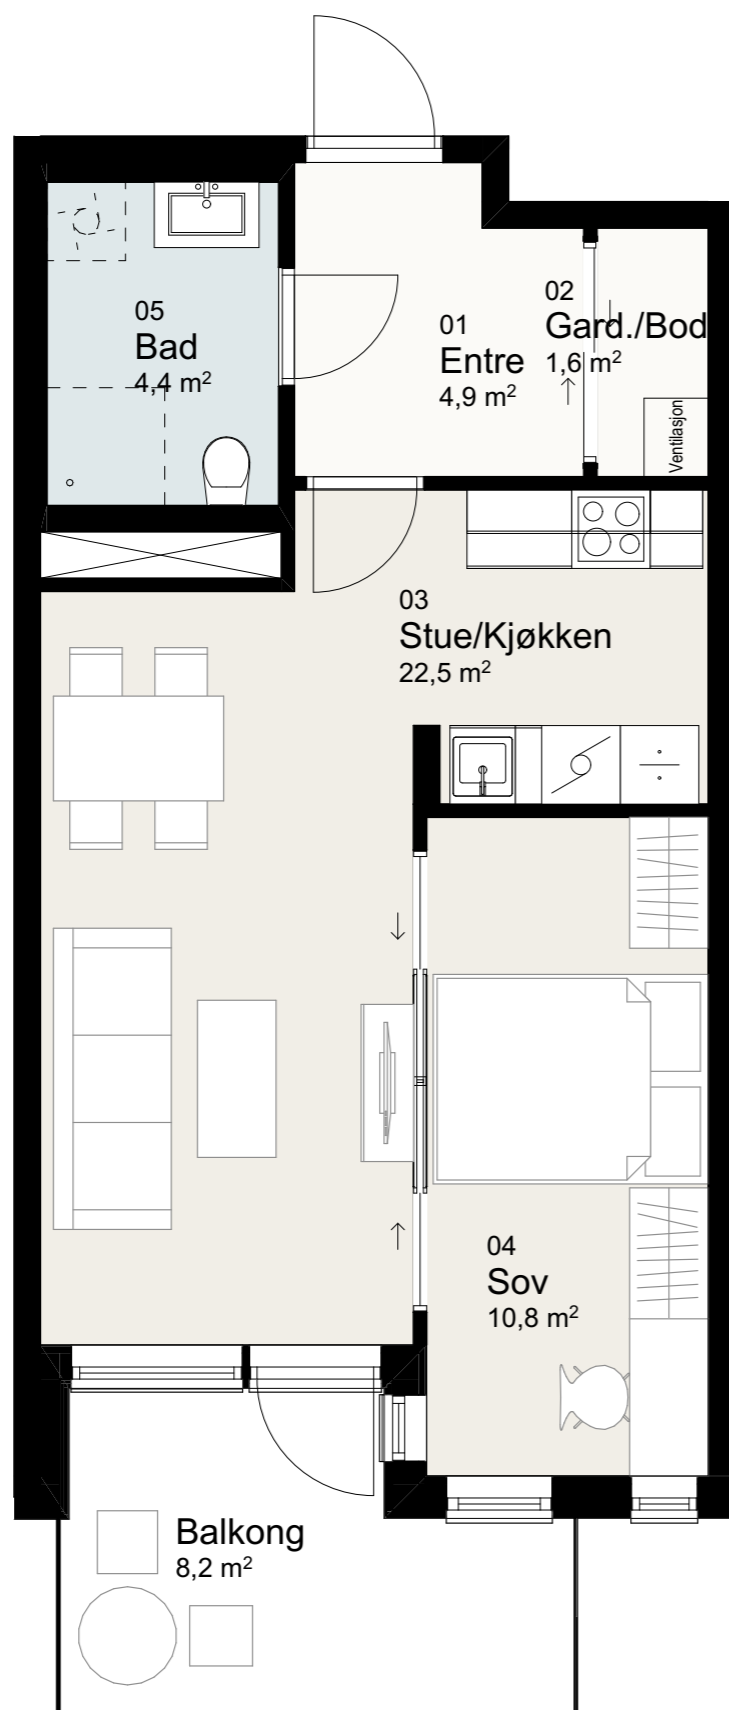 05
Bad
4,4 m²
01
Entre
4,9 m²
02
Gard./Bod
1,6 m²
Ventilasjon
03
Stue/Kjøkken
22,5 m²
04
Sov
10,8 m²
Balkong
8,2 m²